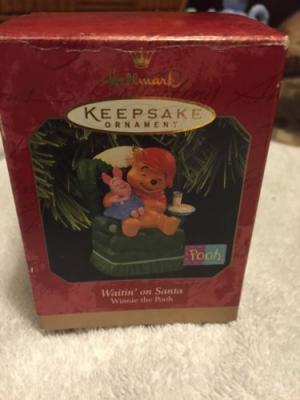 Hallmark
KEEPSAKE
ORNAMENT
Pooh
Waitin' on Santa
Winnie the Pooh